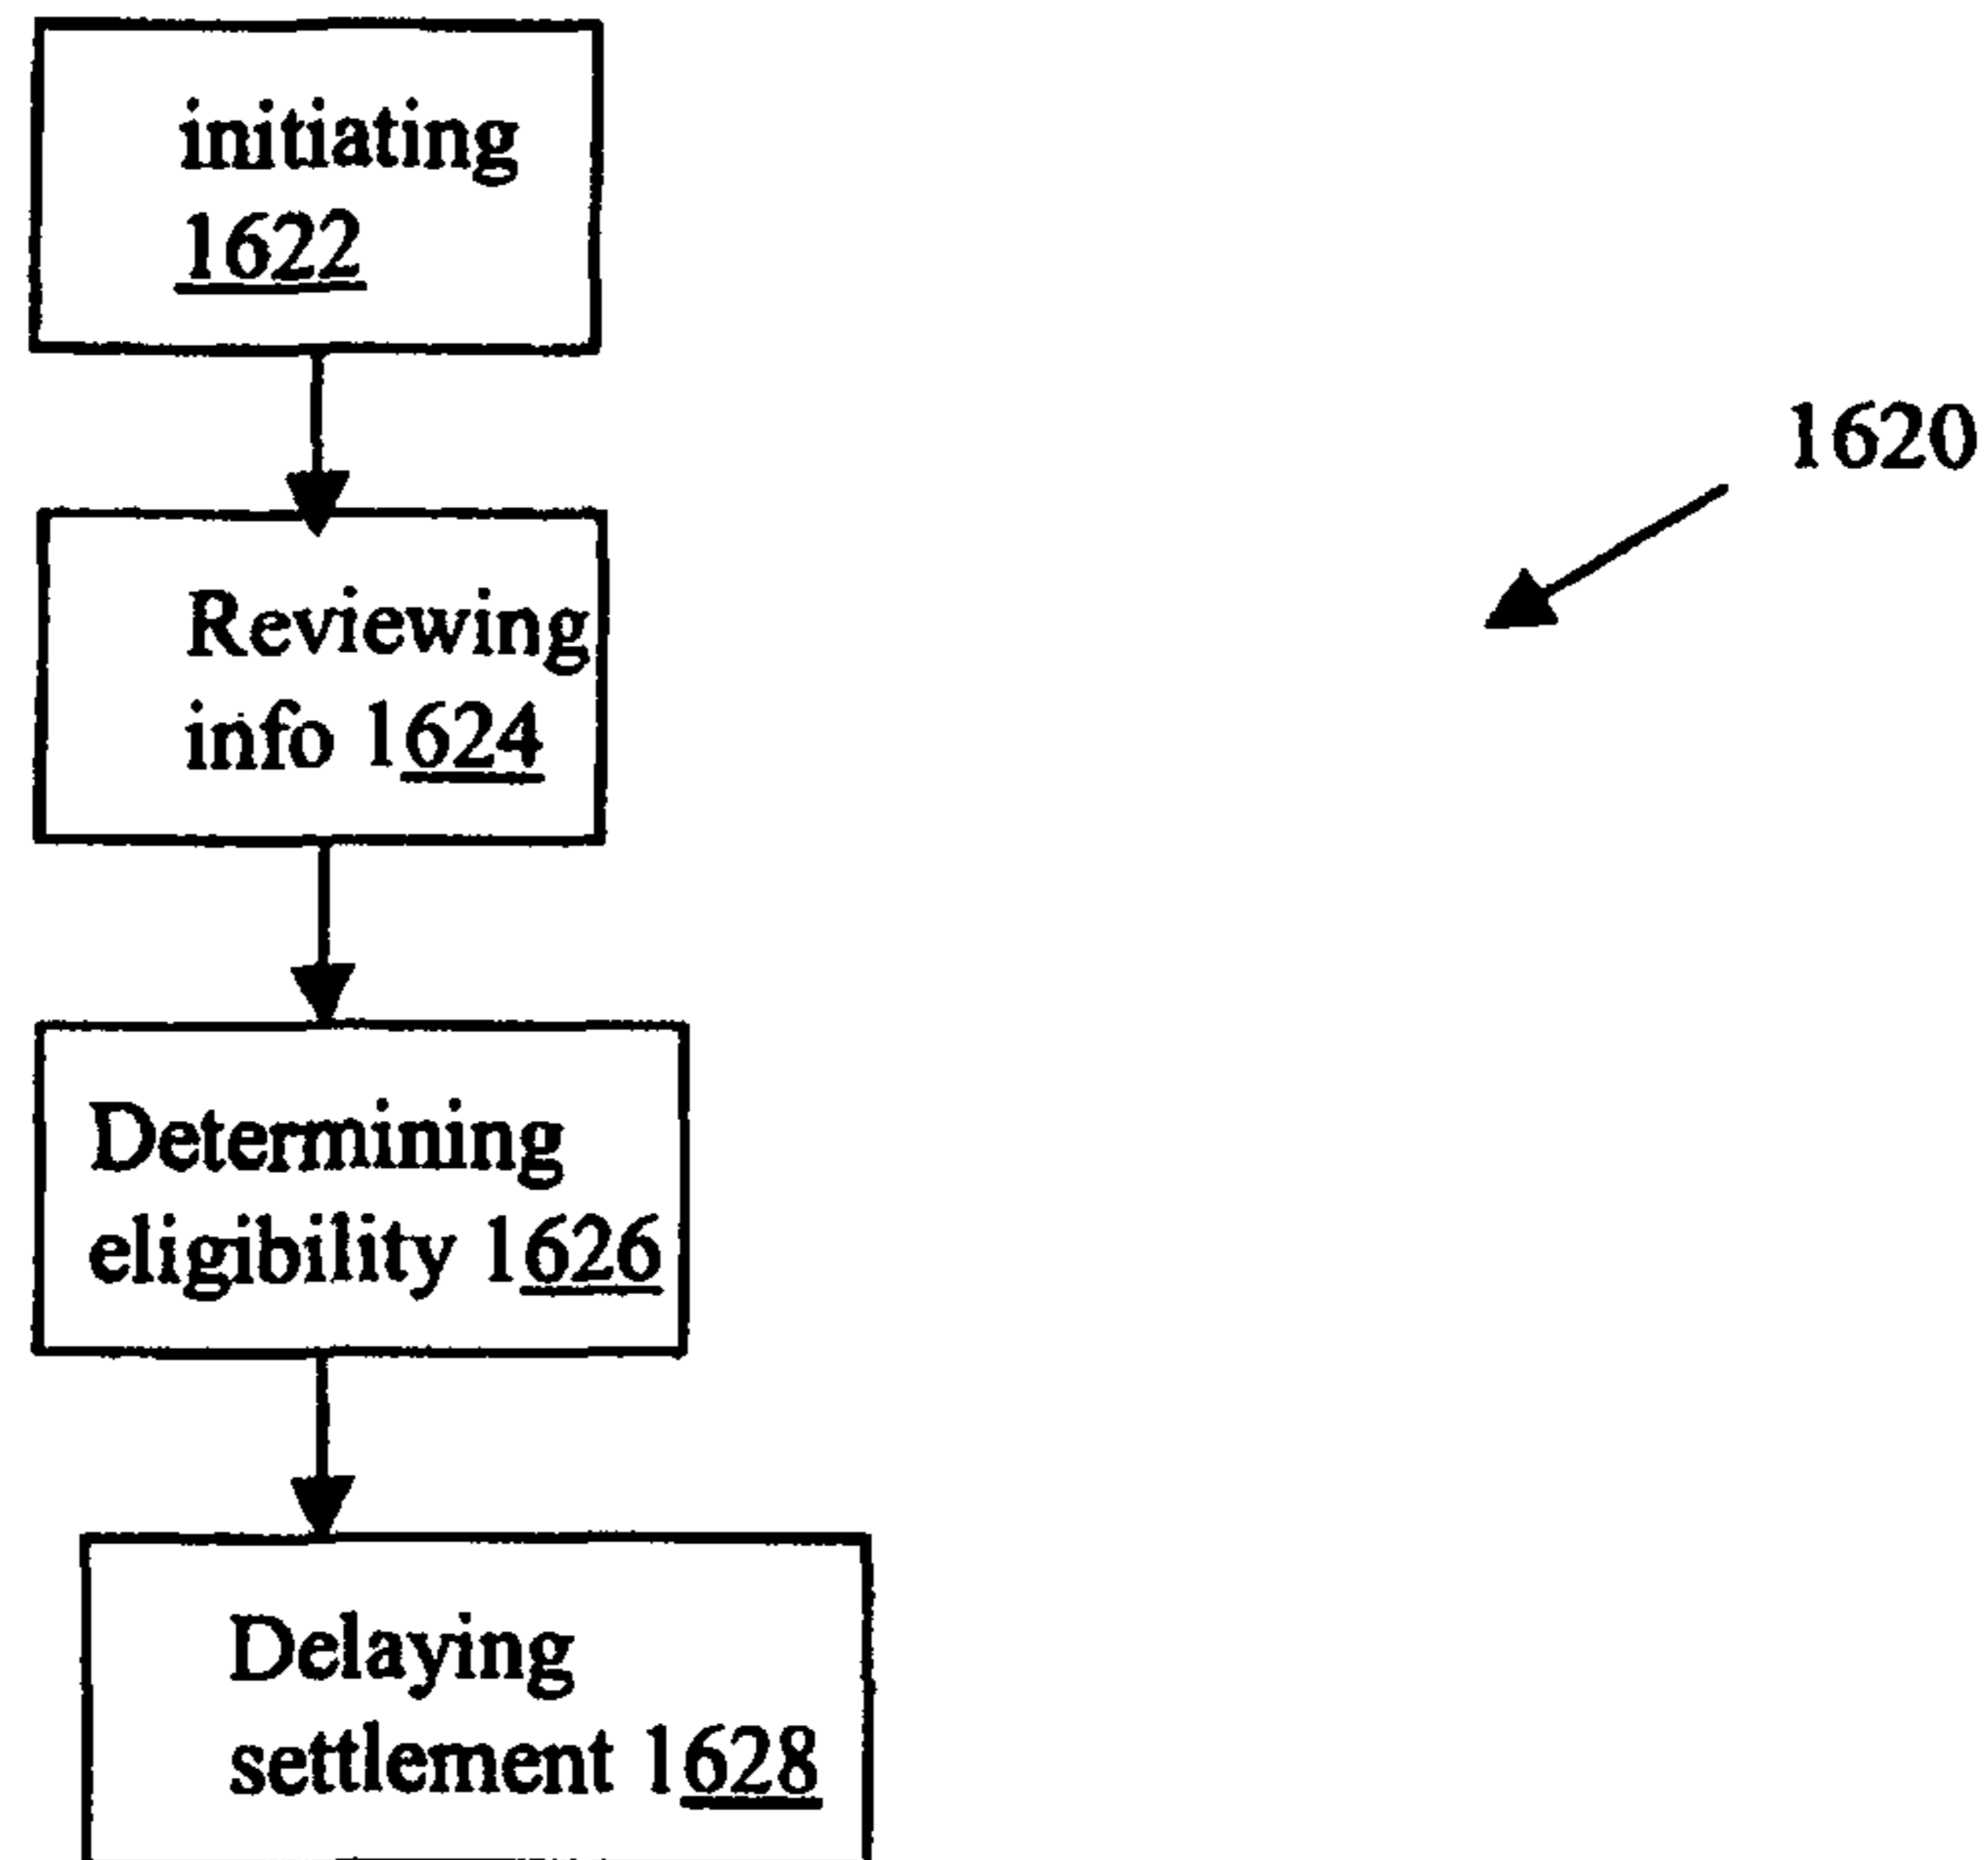 initiating
1622
1620
Reviewing
info 1624
Determining
eligibility 1626
Delaying
settlement 1628